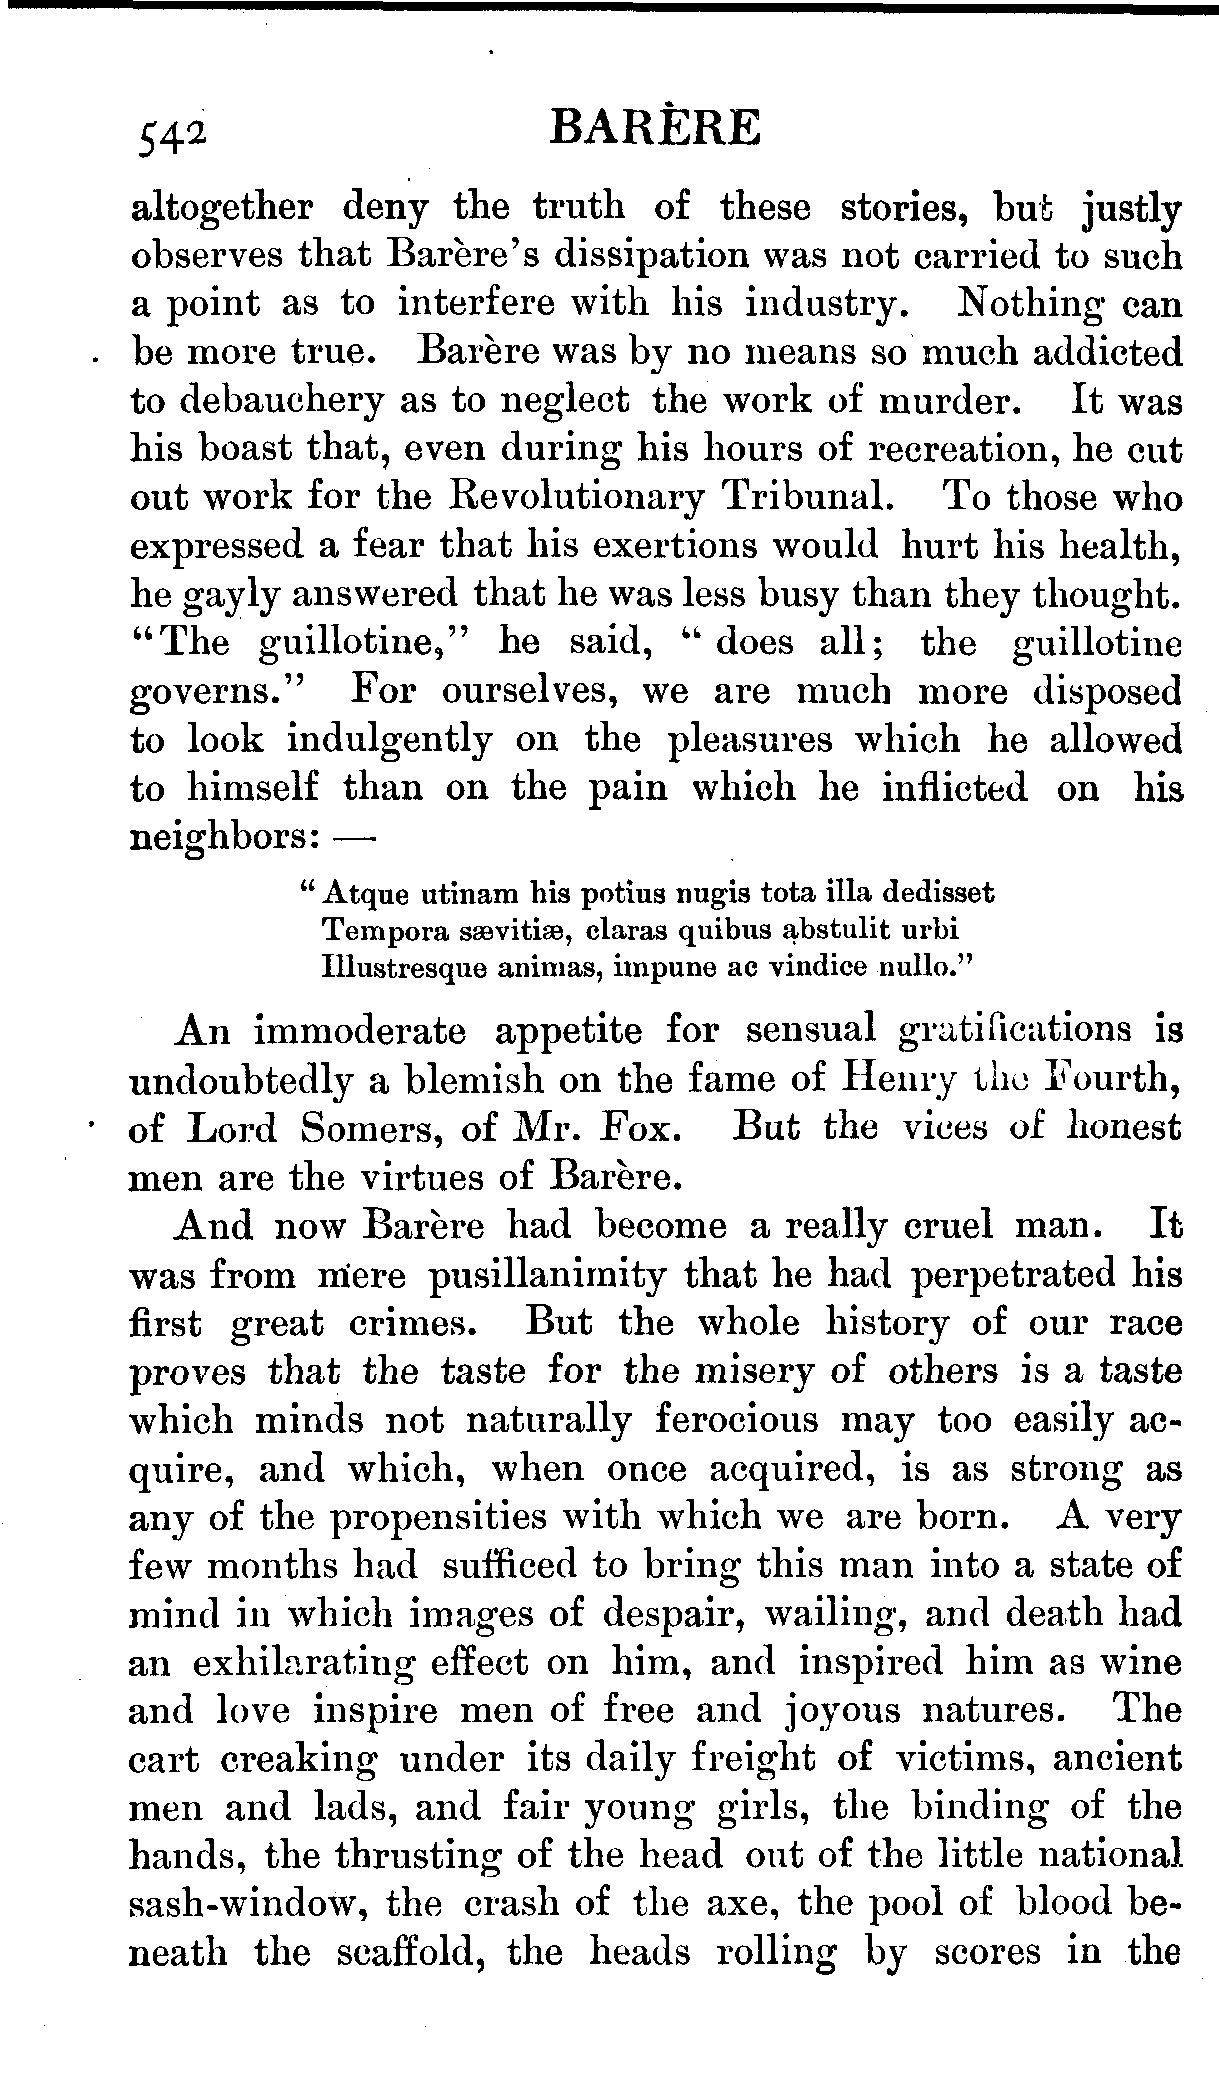 542 BARÈRE
altogether deny the truth of these stories, but justly
observes that Barère's dissipation was not carried to such
a point as to interfere with his industry. Nothing can
be more true. Barère was by no means so much addicted
to debauchery as to neglect the work of murder. It was
his boast that, even during his hours of recreation, he cut
out work for the Revolutionary Tribunal. To those who
expressed a fear that his exertions would hurt his health,
he gayly answered that he was less busy than they thought.
"The guillotine," he said, "does all; the guillotine
governs." For ourselves, we are much more disposed
to look indulgently on the pleasures which he allowed
to himself than on the pain which he inflicted on his
neighbors: —
"Atque utinam his potius nugis tota illa dedisset
Tempora sævitiæ, claras quibus abstulit urbi
Illustresque animas, impune ac vindice nullo."
An immoderate appetite for sensual gratifications is
undoubtedly a blemish on the fame of Henry the Fourth,
of Lord Somers, of Mr. Fox. But the vices of honest
men are the virtues of Barère.
And now Barère had become a really cruel man. It
was from mere pusillanimity that he had perpetrated his
first great crimes. But the whole history of our race
proves that the taste for the misery of others is a taste
which minds not naturally ferocious may too easily ac-
quire, and which, when once acquired, is as strong as
any of the propensities with which we are born. A very
few months had sufficed to bring this man into a state of
mind in which images of despair, wailing, and death had
an exhilarating effect on him, and inspired him as wine
and love inspire men of free and joyous natures. The
cart creaking under its daily freight of victims, ancient
men and lads, and fair young girls, the binding of the
hands, the thrusting of the head out of the little national
sash-window, the crash of the axe, the pool of blood be-
neath the scaffold, the heads rolling by scores in the